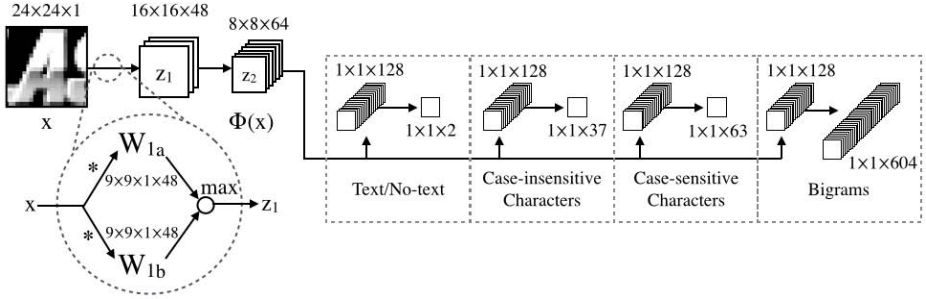 24×24×1
16×16×48
8×8×64
z₁
z₂
x
Φ(x)
1×1×128
1×1×2
Text/No-text
1×1×128
1×1×37
Case-insensitive
Characters
1×1×128
1×1×63
Case-sensitive
Characters
1×1×128
1×1×604
Bigrams
W1a
*
9×9×1×48
max
x
z₁
*
9×9×1×48
W1b